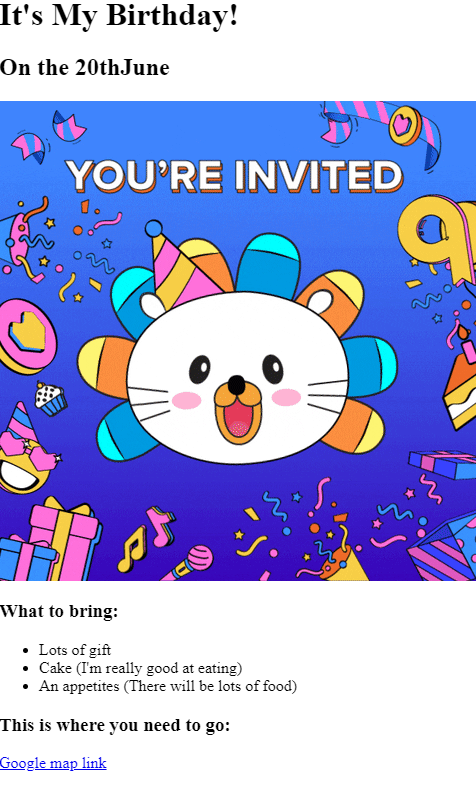 It's My Birthday!
On the 20thJune
YOU'RE INVITED
What to bring:
Lots of gift
Cake (I'm really good at eating)
An appetites (There will be lots of food)
This is where you need to go:
Google map link